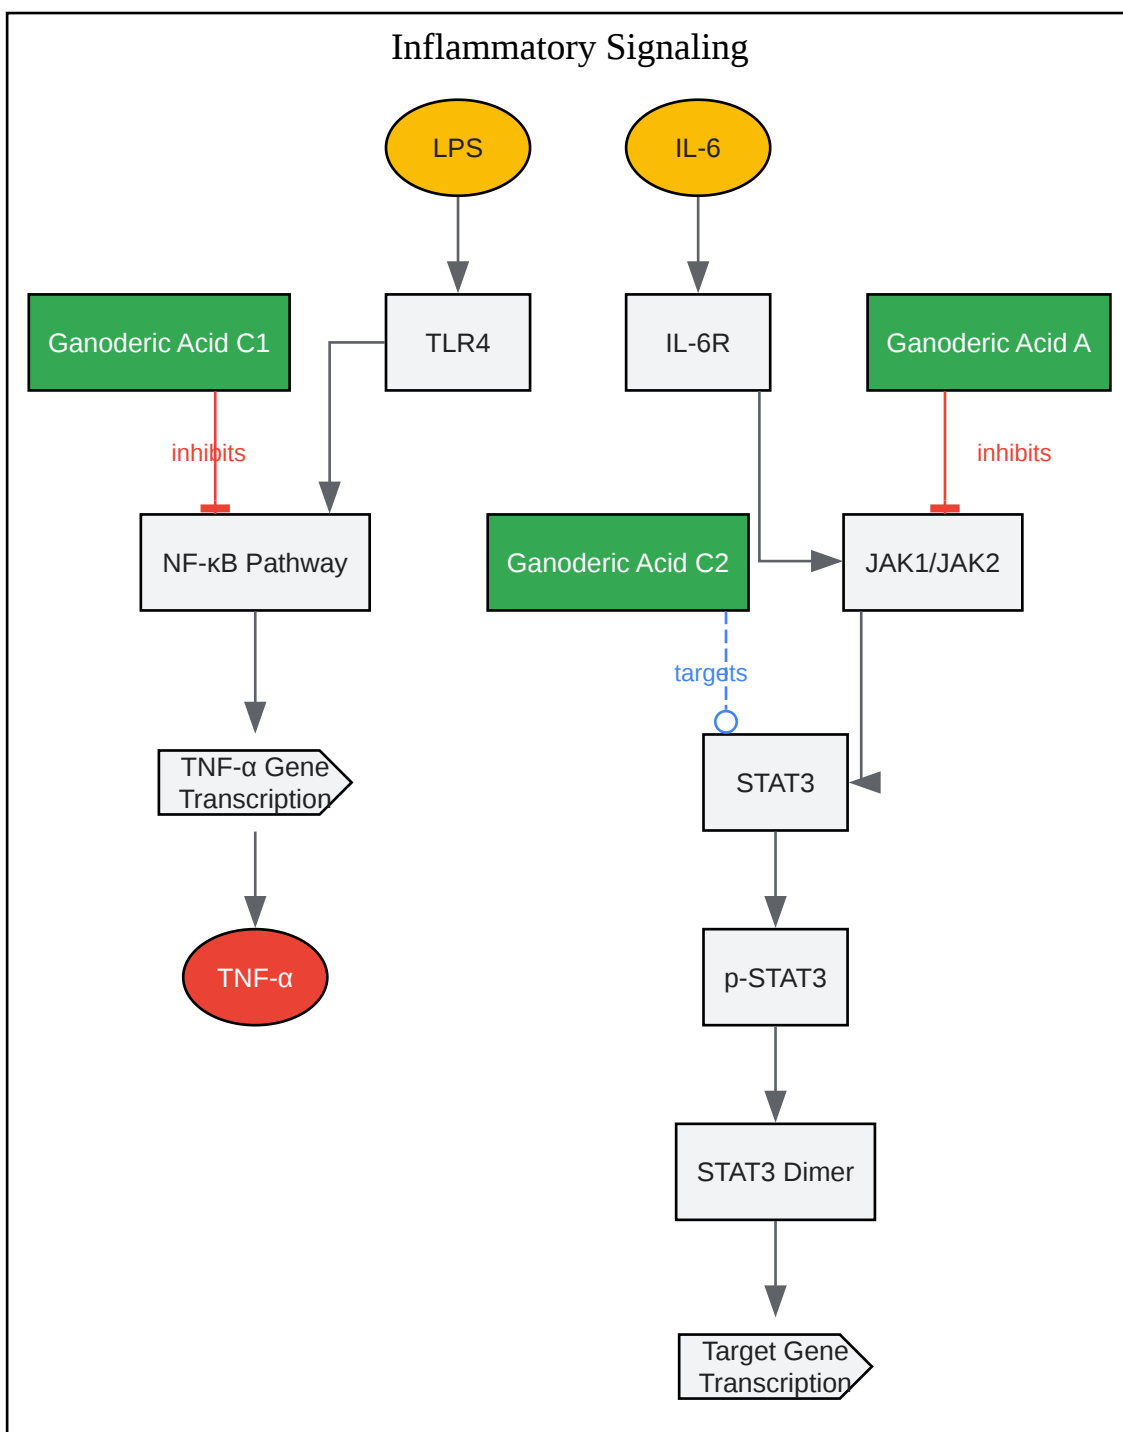 Inflammatory Signaling
LPS
IL-6
Ganoderic Acid C1
TLR4
IL-6R
Ganoderic Acid A
inhibits
inhibits
NF-κB Pathway
Ganoderic Acid C2
JAK1/JAK2
targets
TNF-α Gene
Transcription
STAT3
TNF-α
p-STAT3
STAT3 Dimer
Target Gene
Transcription